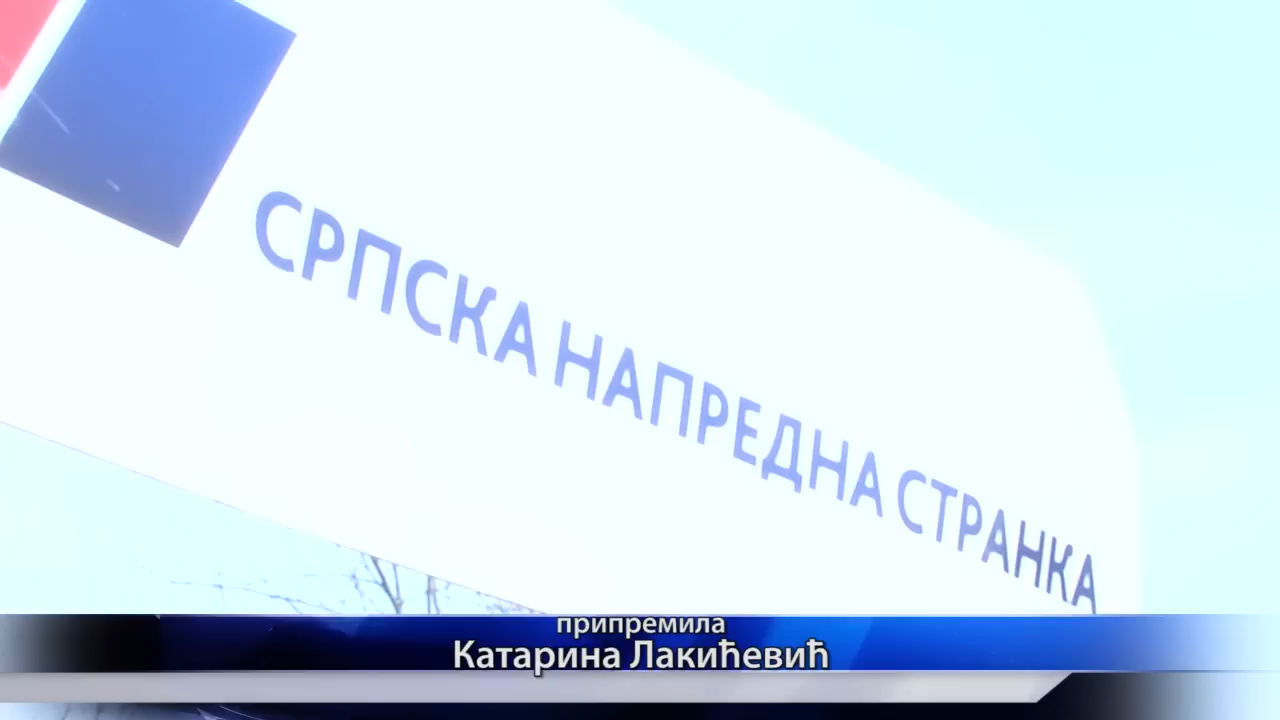 СРПСКА НАПРЕДНА СТРАНКА
припремила
Катарина Лакићевић